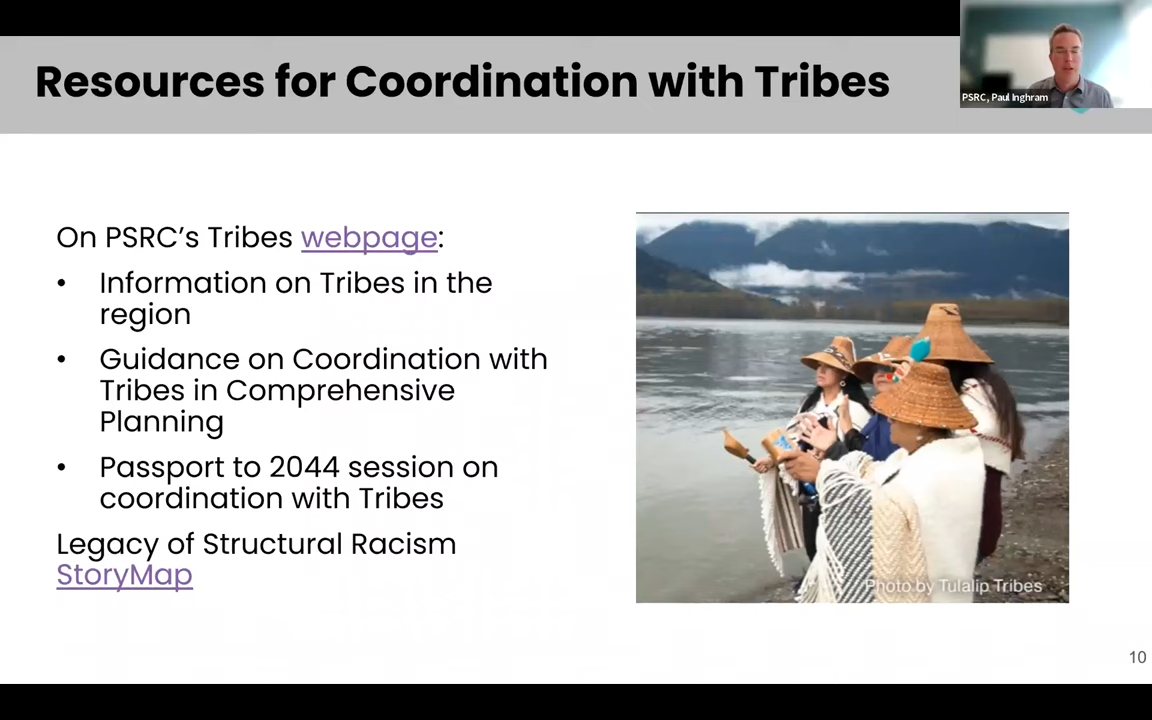 Resources for Coordination with Tribes
PSRC, Paul Inghram
On PSRC’s Tribes webpage:
• Information on Tribes in the
region
• Guidance on Coordination with
Tribes in Comprehensive
Planning
• Passport to 2044 session on
coordination with Tribes
Legacy of Structural Racism
StoryMap
Photo by Tulalip Tribes
10